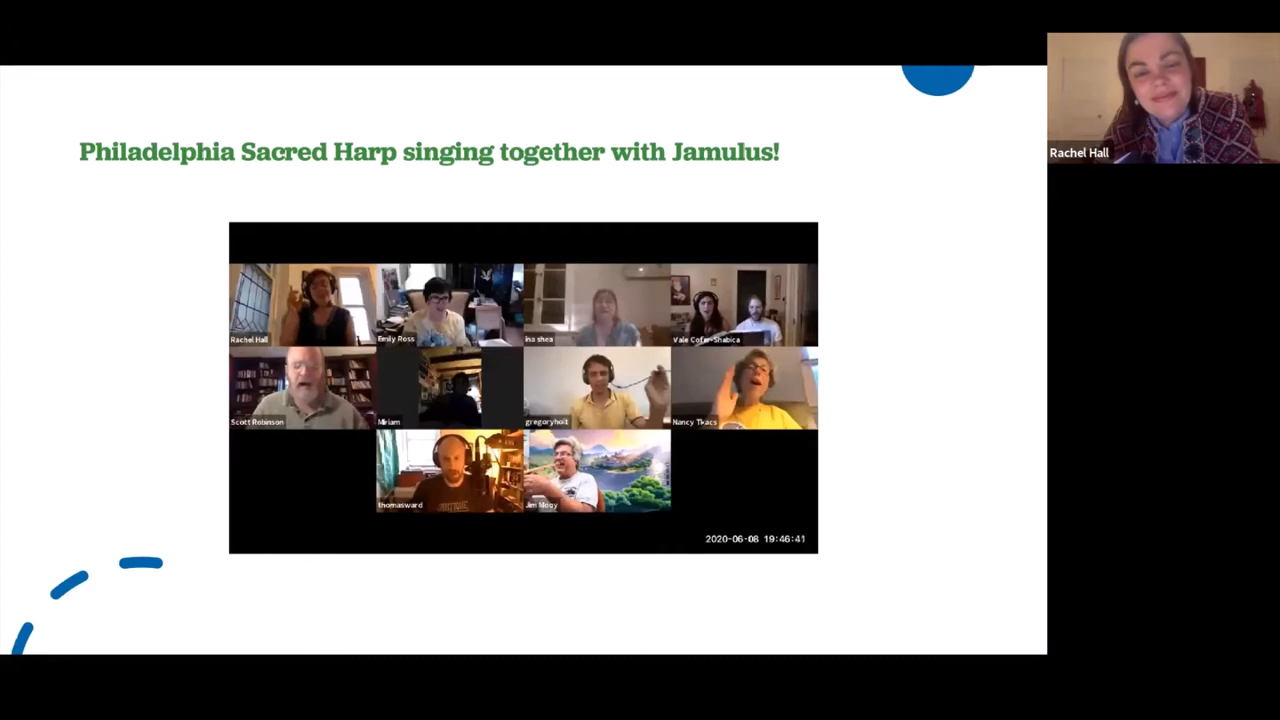 Philadelphia Sacred Harp singing together with Jamulus!
Rachel Hall
Rachel Hall
Emily Ross
ina shea
Vale Cofer-Shabica
Scott Robinson
Miriam
gregoryholt
Nancy Tkacs
thomasward
Jim Mooy
2020-06-08 19:46:41